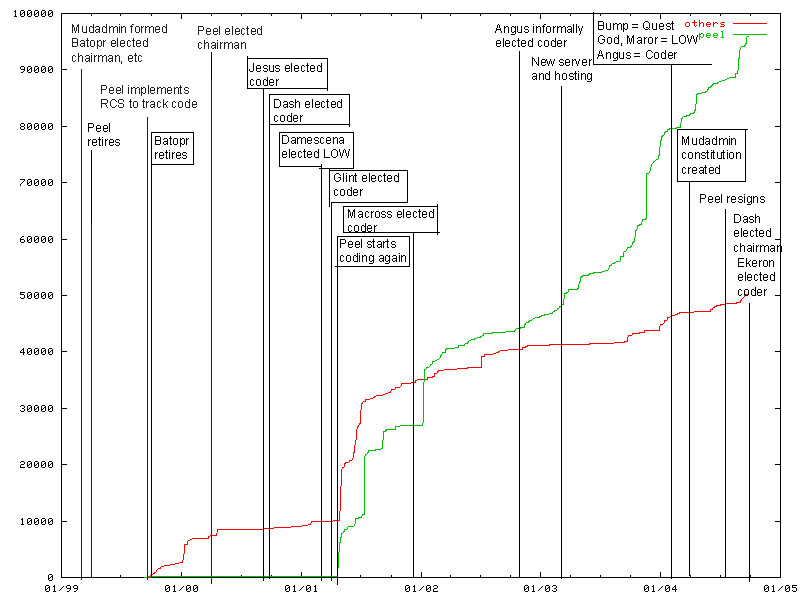 100000
90000
80000
70000
60000
50000
40000
30000
20000
10000
0
01/99
01/00
01/01
01/02
01/03
01/04
01/05
Mudadmin formed
Batopr elected
chairman, etc
Peel implements
RCS to track code
Peel
retires
Batopr
retires
Peel elected
chairman
Jesus elected
coder
Dash elected
coder
Damescena
elected LOW
Glint elected
coder
Macross elected
coder
Peel starts
coding again
Angus informally
elected coder
New server
and hosting
Bump = Quest
God, Maror = LOW
Angus = Coder
others
peel
Mudadmin
constitution
created
Peel resigns
Dash
elected
chairman
Ekeron
elected
coder